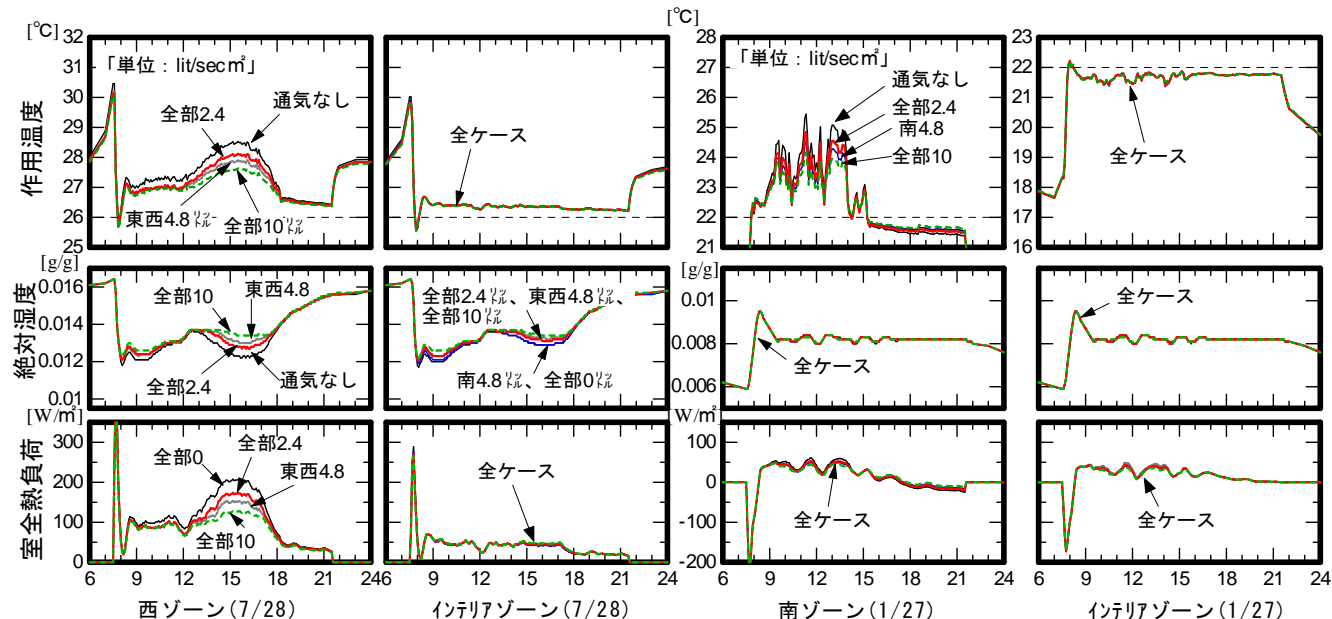 [℃]
32
31
30
29
28
27
26
25
「単位：lit/sec㎡」
通気なし
全部2.4
東西4.8㍑
全部10㍑
全ケース
作用温度
[℃]
28
27
26
25
24
23
22
21
「単位：lit/sec㎡」
通気なし
全部2.4
南4.8
全部10
23
22
21
20
19
18
17
16
全ケース
[g/g]
0.016
0.014
0.012
0.01
全部10
東西4.8
全部2.4
通気なし
絶対湿度
全部2.4㍑、東西4.8㍑、
全部10㍑
南4.8㍑、全部0㍑
[g/g]
0.01
0.008
0.006
全ケース
全ケース
[W/㎡]
300
200
100
0
全部0
全部2.4
東西4.8
全部10
室全熱負荷
全ケース
[W/㎡]
100
0
-100
-200
全ケース
全ケース
6 9 12 15 18 21 24
6 9 12 15 18 21 24
6 9 12 15 18 21 24
6 9 12 15 18 21 24
西ゾーン(7/28)
ｲﾝﾃﾘｱゾーン(7/28)
南ゾーン(1/27)
ｲﾝﾃﾘｱゾーン(1/27)